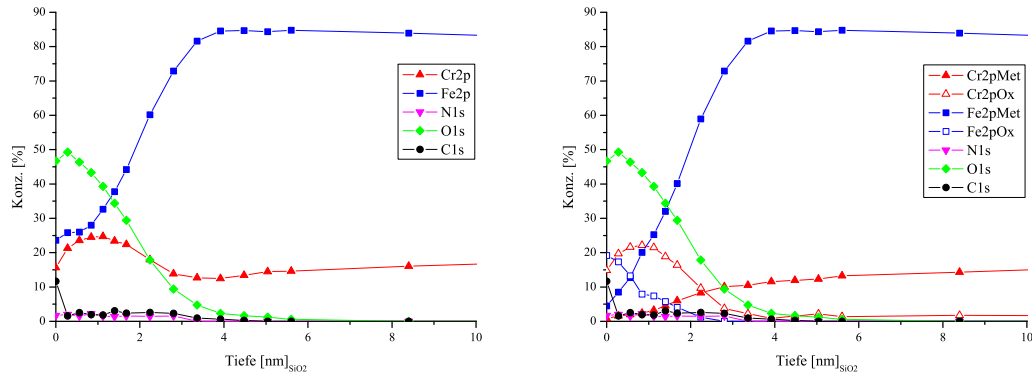 90
80
70
60
50
40
30
20
10
0
Konz. [%]
0 2 4 6 8 10
Tiefe [nm]SiO2
Cr2p
Fe2p
N1s
O1s
C1s
90
80
70
60
50
40
30
20
10
0
Konz. [%]
0 2 4 6 8 10
Tiefe [nm]SiO2
Cr2pMet
Cr2pOx
Fe2pMet
Fe2pOx
N1s
O1s
C1s